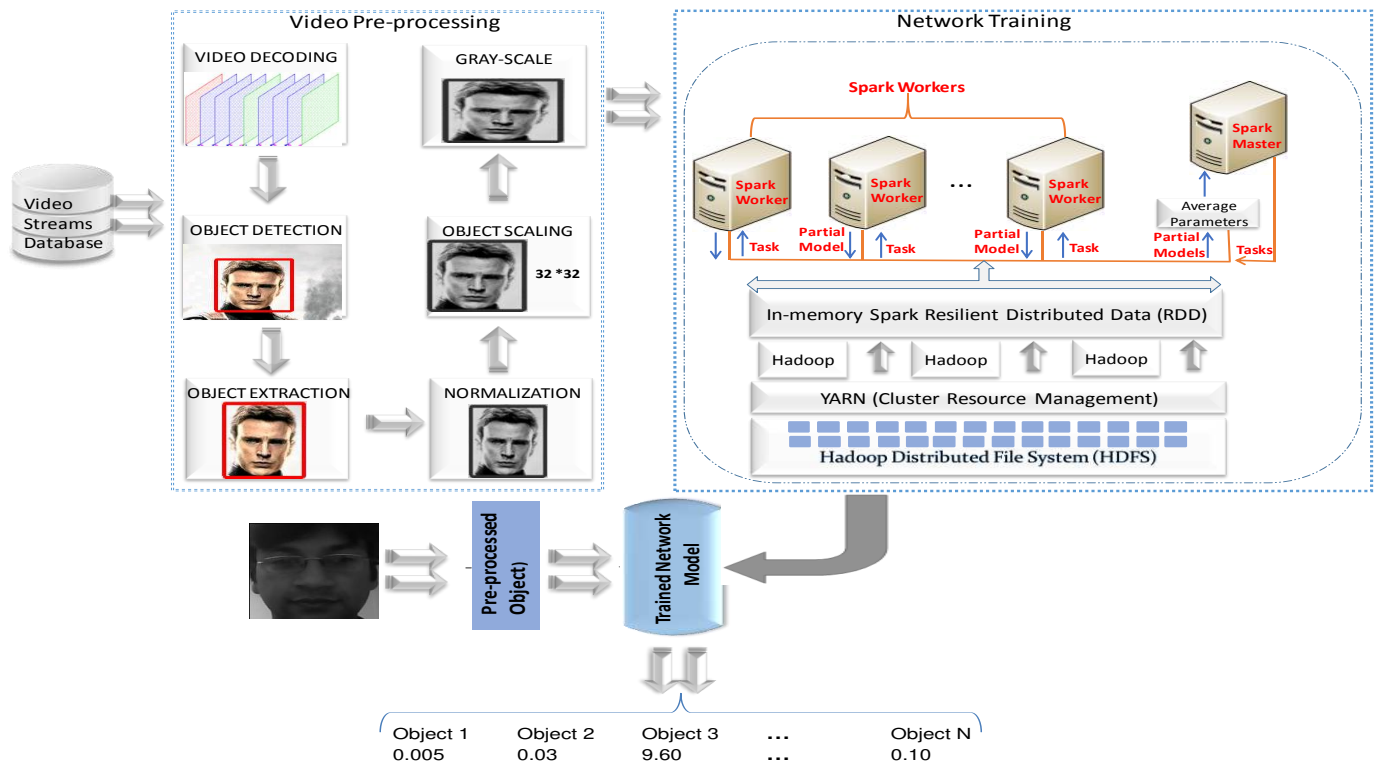 Video Pre-processing
VIDEO DECODING
GRAY-SCALE
Video
Streams
Database
OBJECT DETECTION
OBJECT SCALING
32 *32
OBJECT EXTRACTION
NORMALIZATION
Network Training
Spark Workers
Spark
Worker
Spark
Worker
...
Spark
Worker
Spark
Master
Average
Parameters
Task
Partial
Model
Task
Partial
Model
Task
Partial
Models
Tasks
In-memory Spark Resilient Distributed Data (RDD)
Hadoop
Hadoop
Hadoop
YARN (Cluster Resource Management)
Hadoop Distributed File System (HDFS)
Pre-processed
Object)
Trained Network
Model
Object 1 Object 2 Object 3 ... Object N
0.005 0.03 9.60 ... 0.10